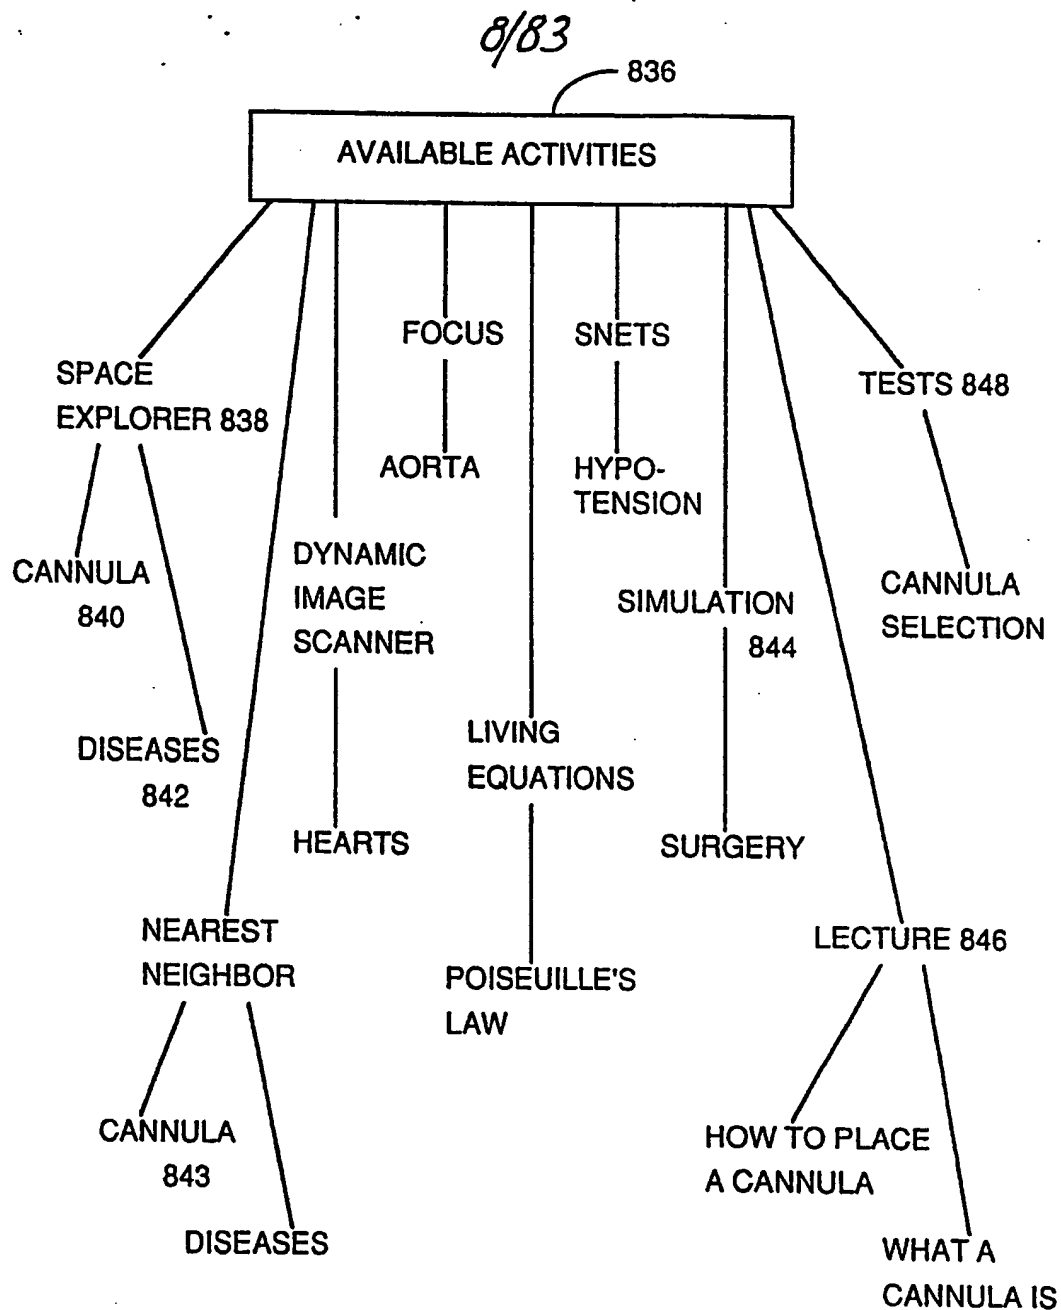 8/83
836
AVAILABLE ACTIVITIES
FOCUS
SNETS
SPACE
EXPLORER 838
TESTS 848
AORTA
HYPO-
TENSION
DYNAMIC
IMAGE
SCANNER
CANNULA
840
CANNULA
SELECTION
SIMULATION
844
DISEASES
842
LIVING
EQUATIONS
HEARTS
SURGERY
NEAREST
NEIGHBOR
LECTURE 846
POISEUILLE'S
LAW
CANNULA
843
HOW TO PLACE
A CANNULA
DISEASES
WHAT A
CANNULA IS